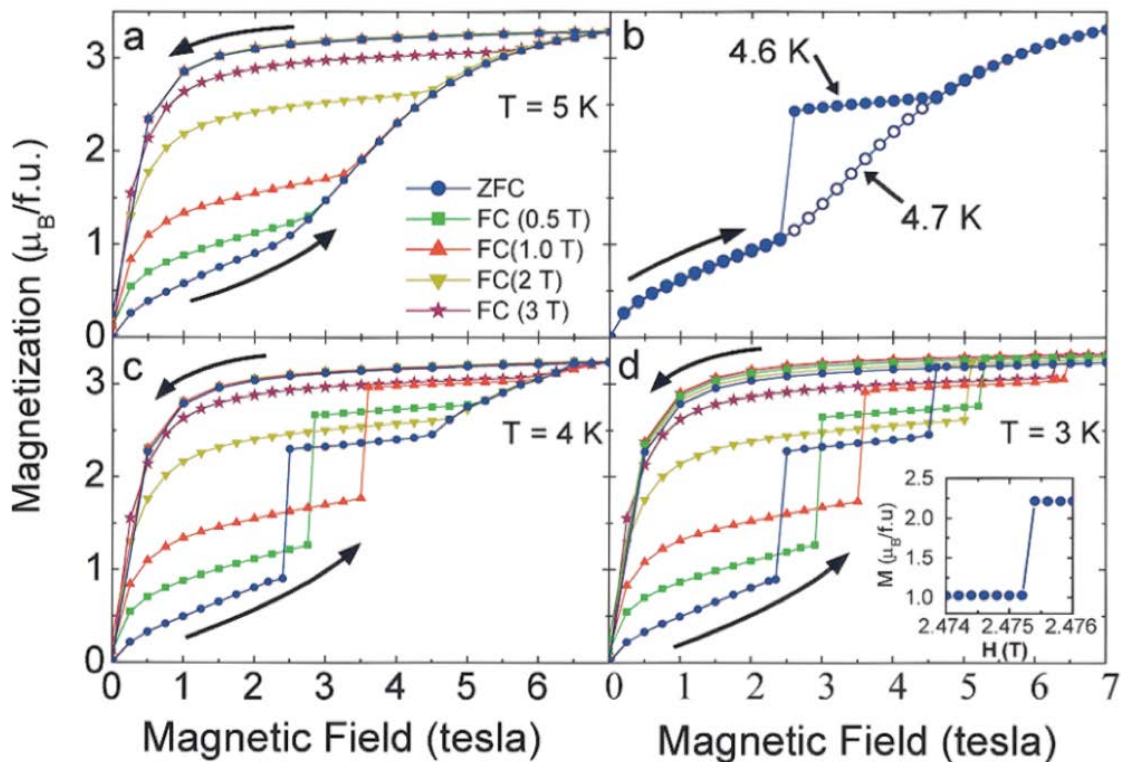 a
T = 5 K
ZFC
FC (0.5 T)
FC(1.0 T)
FC(2 T)
FC (3 T)
3
2
1
0
b
4.6 K
4.7 K
c
T = 4 K
3
2
1
0
0 1 2 3 4 5 6
d
T = 3 K
2.5
2.0
1.5
1.0
M (μB/f.u)
2.474 2.475 2.476
H (T)
0 1 2 3 4 5 6 7
Magnetization (μB/f.u.)
Magnetic Field (tesla)
Magnetic Field (tesla)